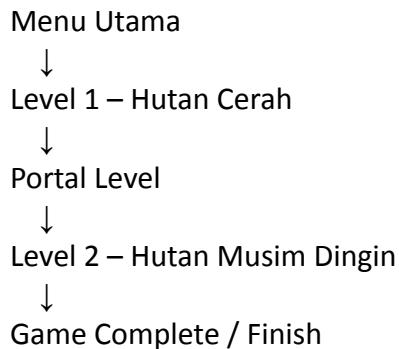 Menu Utama
↓
Level 1 – Hutan Cerah
↓
Portal Level
↓
Level 2 – Hutan Musim Dingin
↓
Game Complete / Finish